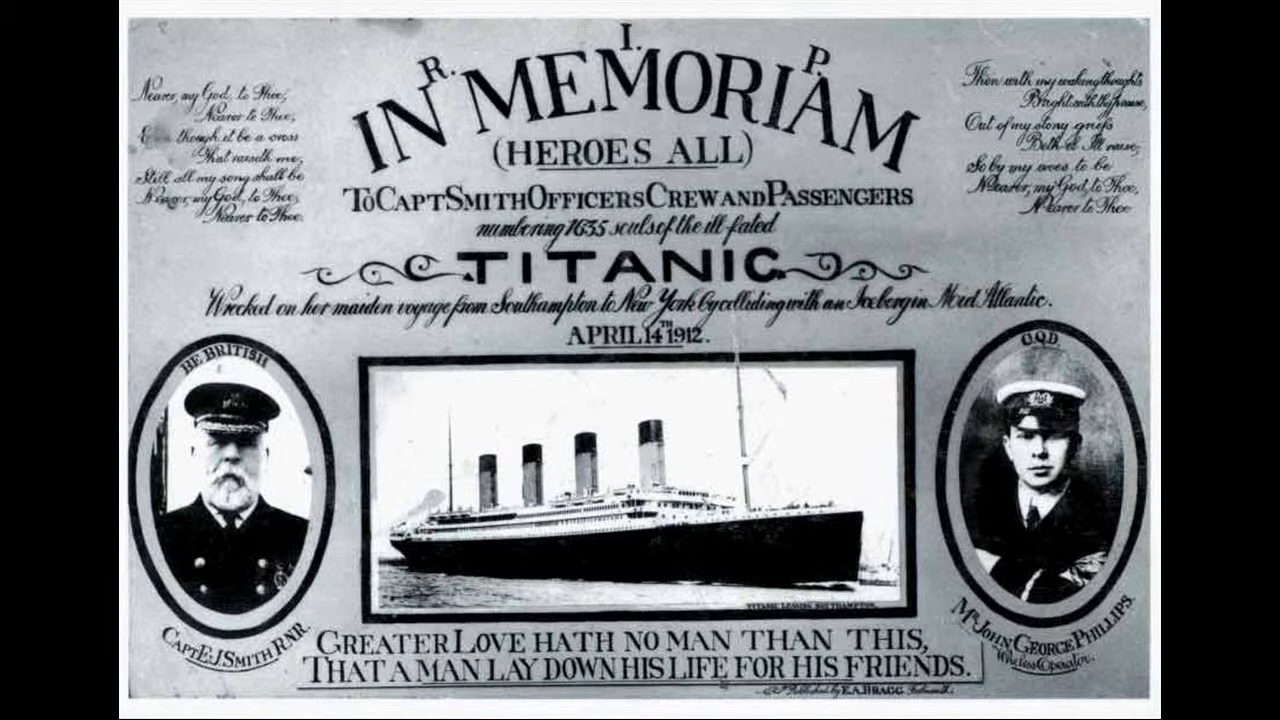 R. I. P.
IN MEMORIAM
(HEROES ALL)
TO CAPT SMITH OFFICERS CREW AND PASSENGERS
numbering 1635 souls of the ill-fated
TITANIC
Wrecked on her maiden voyage from Southampton to New York by colliding with an Iceberg in Mid Atlantic.
APRIL 14TH 1912.
Nearer, my God, to Thee,
Nearer to Thee,
E'en though it be a cross
That raiseth me,
Still all my song shall be
Nearer, my God, to Thee,
Nearer to Thee.
Then with my waking thoughts
Bright with thy praise,
Out of my stony griefs
Beth-el I'll raise;
So by my woes to be
Nearer, my God, to Thee,
Nearer to Thee
BE BRITISH
CAPT E.J. SMITH R.N.R.
TITANIC LEAVING SOUTHAMPTON.
C.Q.D.
MR JOHN GEORGE PHILLIPS.
Wireless Operator.
GREATER LOVE HATH NO MAN THAN THIS,
THAT A MAN LAY DOWN HIS LIFE FOR HIS FRIENDS.
Published by E.A. BRAGG. Falmouth.